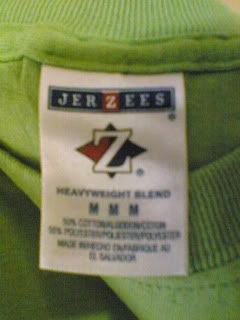 JERZEES
Z
®
HEAVYWEIGHT BLEND
M M M
50% COTTON/ALGODON/COTON
50% POLYESTER/POLIESTER/POLYESTER
MADE IN/HECHO EN/FABRIQUE AU
EL SALVADOR